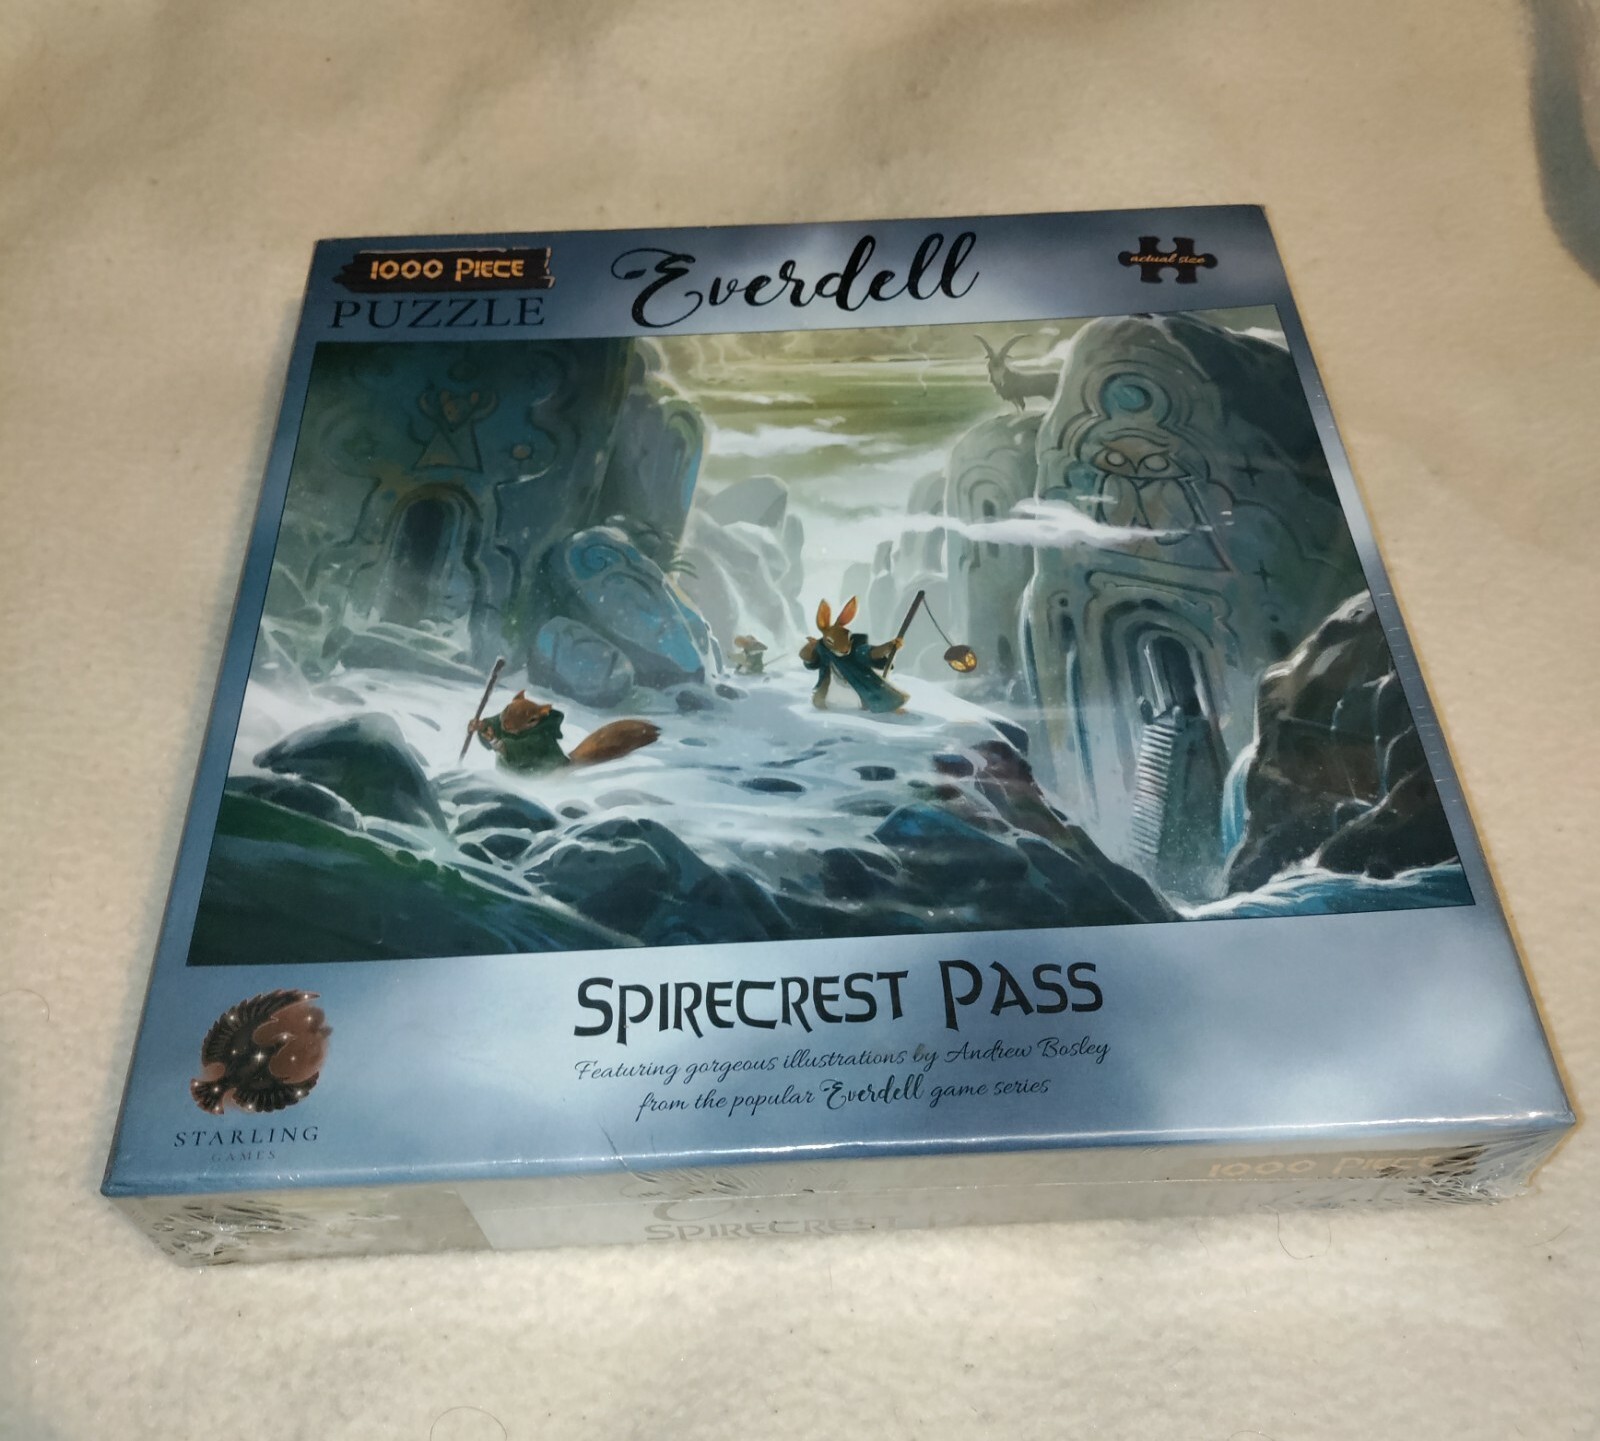 1000 PIECE
PUZZLE
Everdell
actual size
SPIRECREST PASS
Featuring gorgeous illustrations by Andrew Bosley
from the popular Everdell game series
STARLING
GAMES
1000 PIECE
SPIRECREST